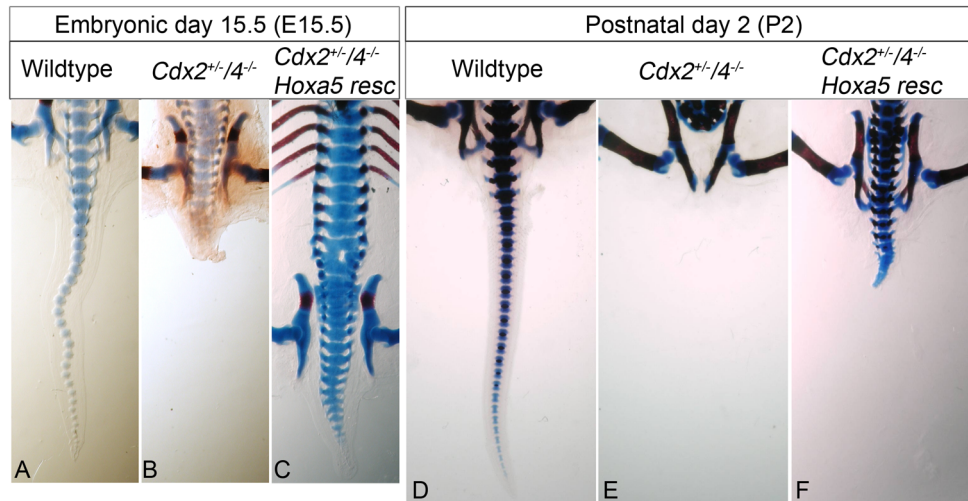 Embryonic day 15.5 (E15.5)
Postnatal day 2 (P2)
Wildtype
Cdx2+/-/4-/-
Cdx2+/-/4-/-
Hoxa5 resc
Wildtype
Cdx2+/-/4-/-
Cdx2+/-/4-/-
Hoxa5 resc
A
B
C
D
E
F